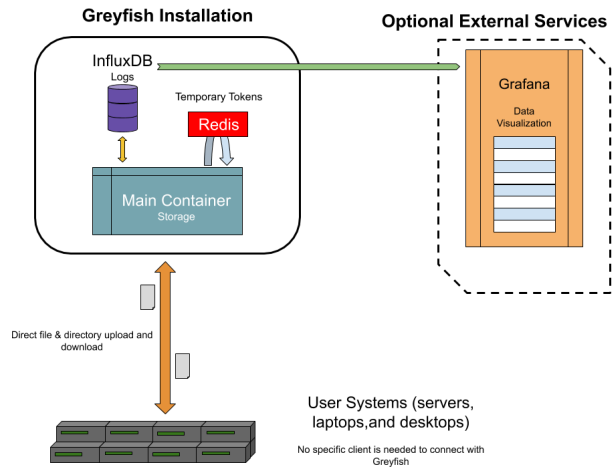 Greyfish Installation
Optional External Services
InfluxDB
Logs
Temporary Tokens
Redis
Main Container
Storage
Grafana
Data
Visualization
Direct file & directory upload and
download
User Systems (servers,
laptops,and desktops)
No specific client is needed to connect with
Greyfish